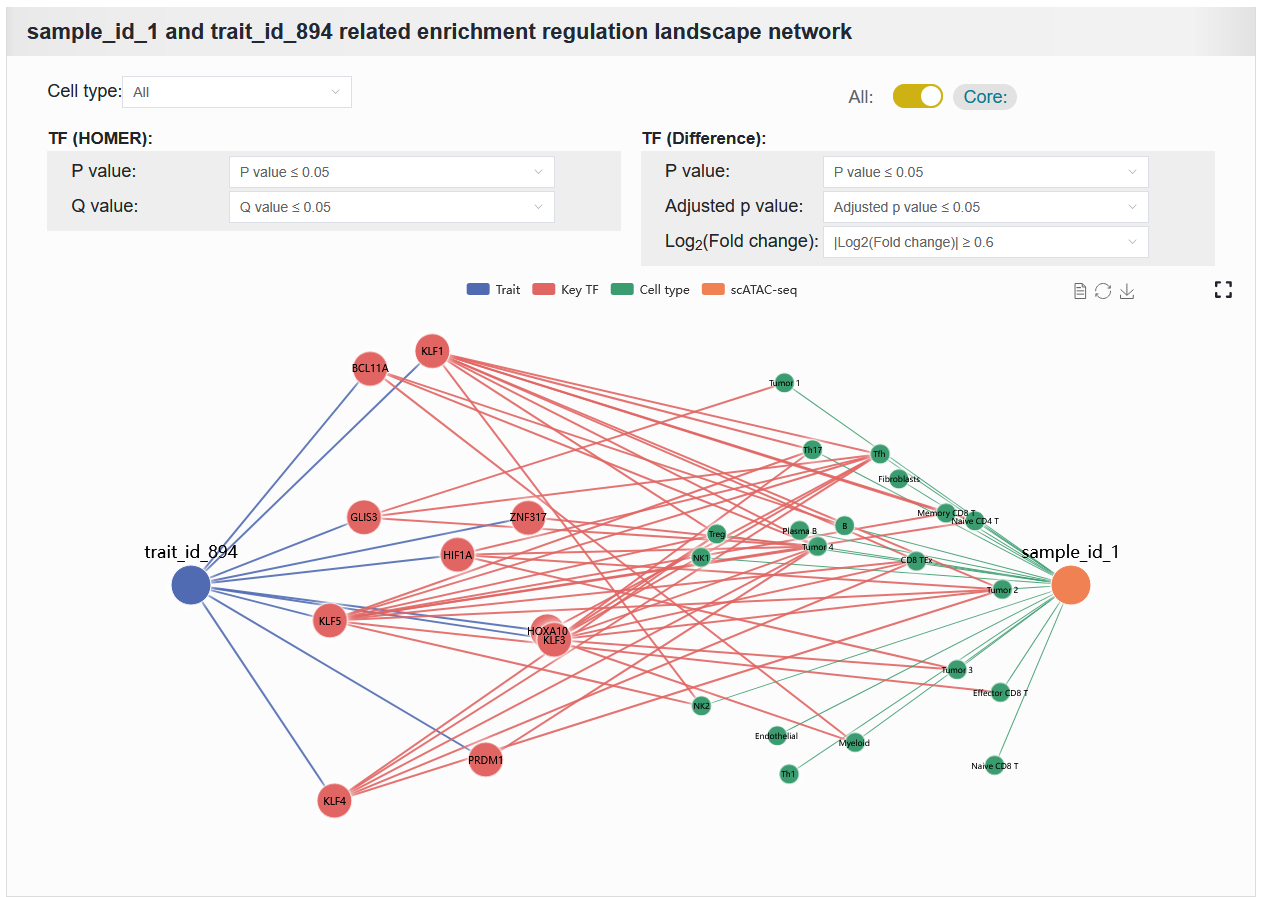 sample_id_1 and trait_id_894 related enrichment regulation landscape network
Cell type: All
All: Core:
TF (HOMER):
TF (Difference):
P value: P value ≤ 0.05
P value: P value ≤ 0.05
Q value: Q value ≤ 0.05
Adjusted p value: Adjusted p value ≤ 0.05
Log2(Fold change): |Log2(Fold change)| ≥ 0.6
Trait Key TF Cell type scATAC-seq
KLF1
BCL11A
Tumor 1
Th17
Tfh
Fibroblasts
GLIS3
ZNF317
Memory CD8 T
Naive CD4 T
Treg
Plasma B
B
trait_id_894
HIF1A
NK1
Tumor 4
CD8 TEx
sample_id_1
Tumor 2
KLF5
HOXA10
KLF3
Tumor 3
Effector CD8 T
NK2
Endothelial
Myeloid
PRDM1
Th1
Naive CD8 T
KLF4